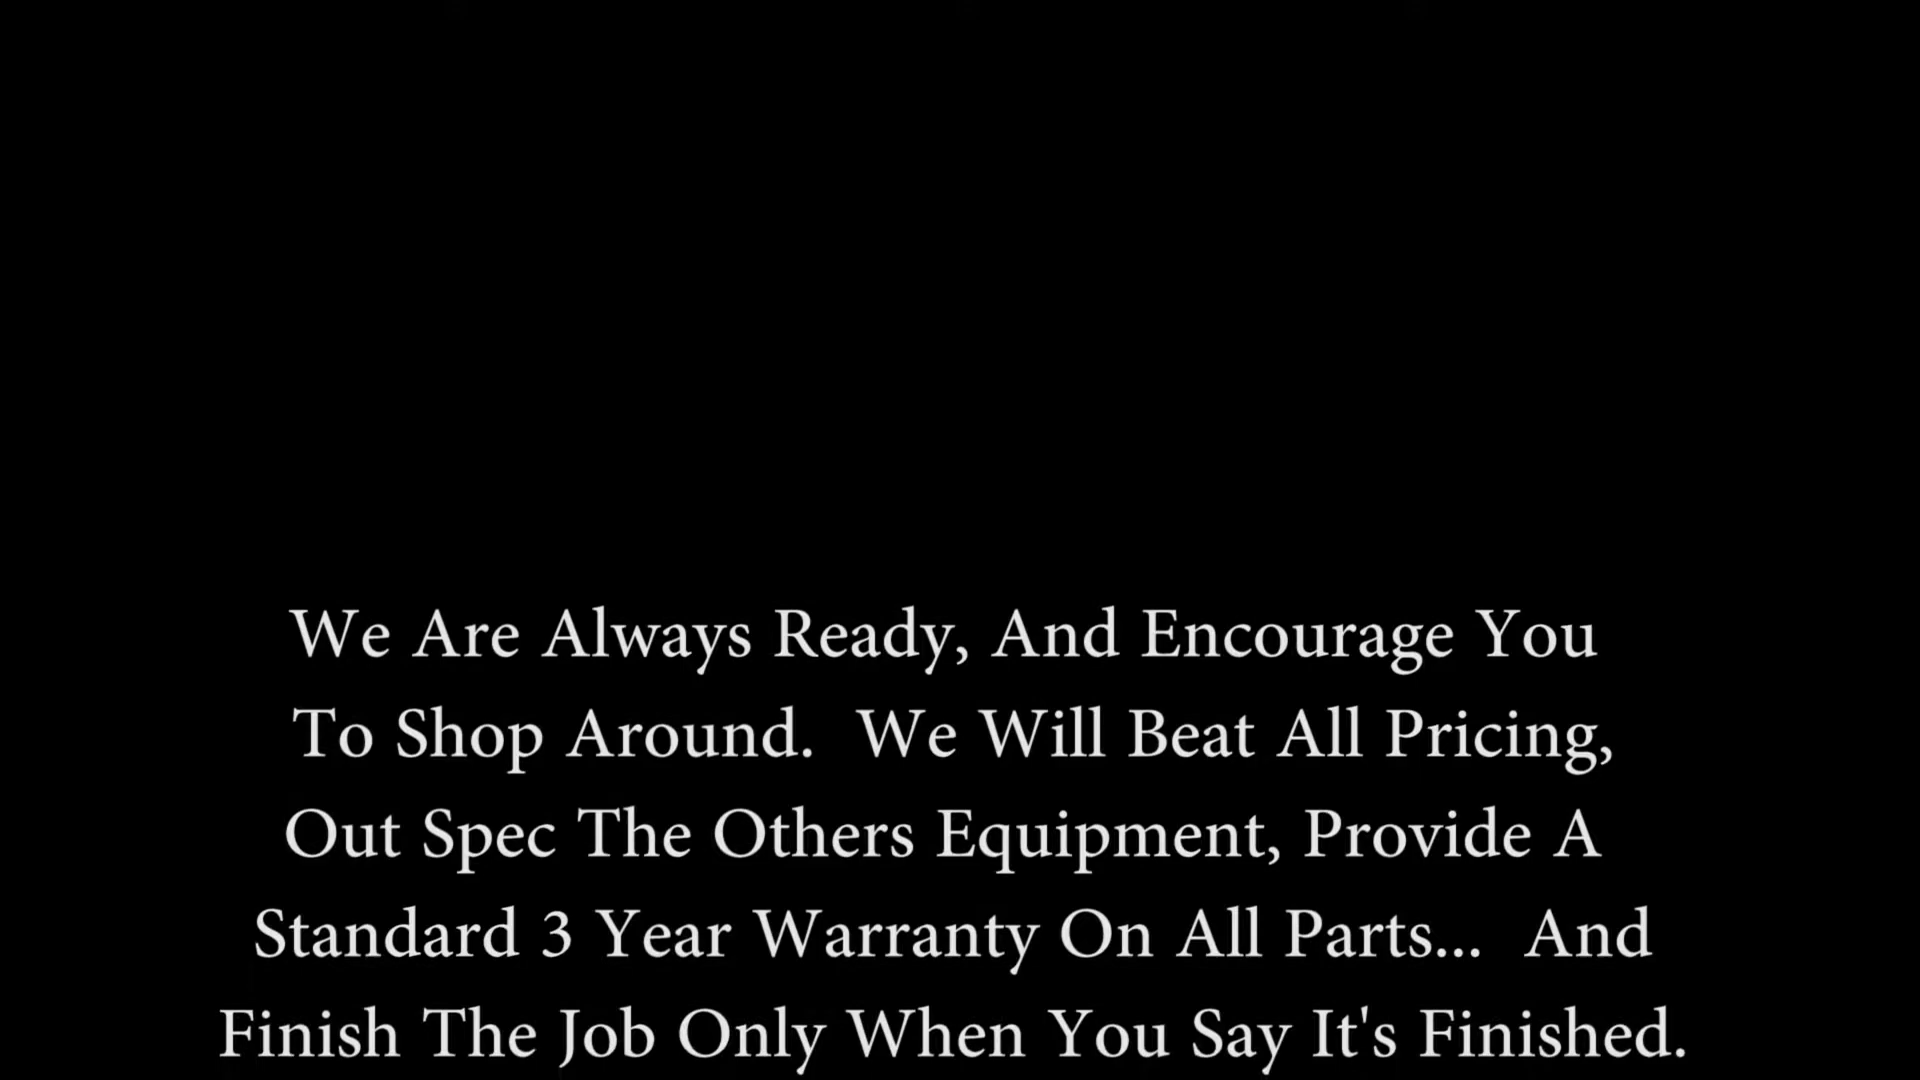 We Are Always Ready, And Encourage You
To Shop Around.  We Will Beat All Pricing,
Out Spec The Others Equipment, Provide A
Standard 3 Year Warranty On All Parts...  And
Finish The Job Only When You Say It's Finished.